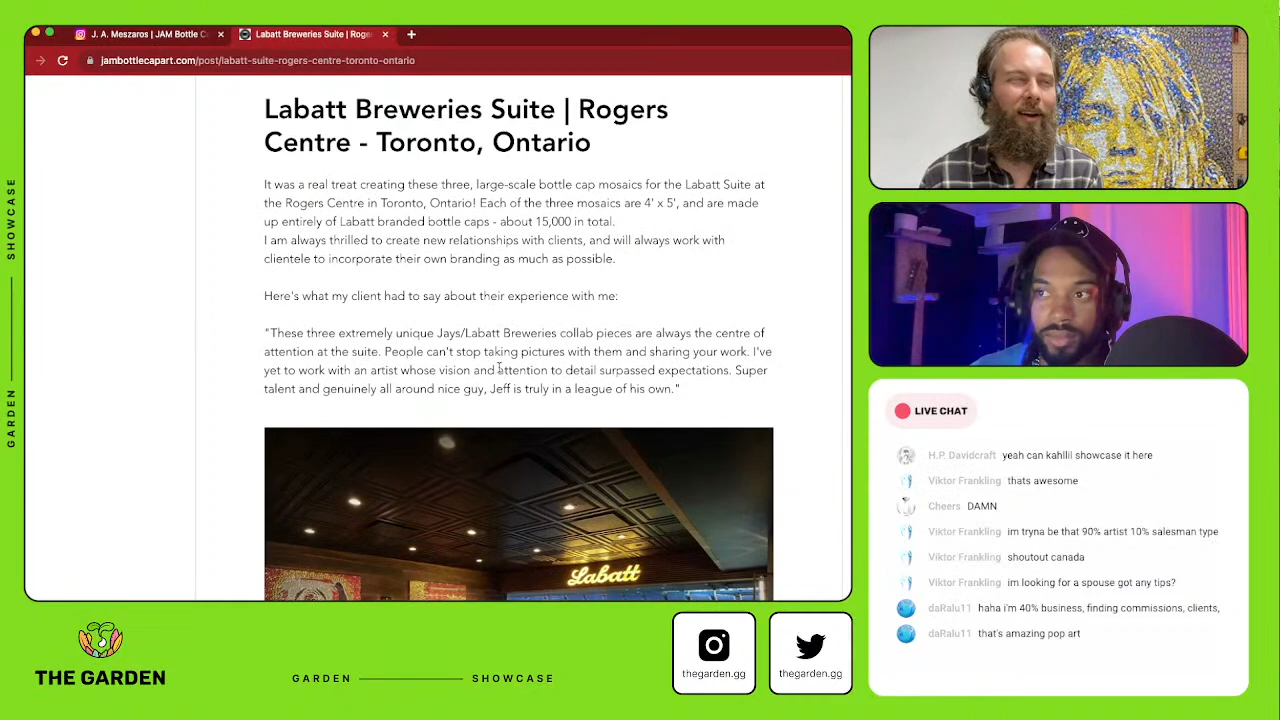 J. A. Meszaros | JAM Bottle C
Labatt Breweries Suite | Roge
jambottlecapart.com/post/labatt-suite-rogers-centre-toronto-ontario
Labatt Breweries Suite | Rogers
Centre - Toronto, Ontario
It was a real treat creating these three, large-scale bottle cap mosaics for the Labatt Suite at
the Rogers Centre in Toronto, Ontario! Each of the three mosaics are 4' x 5', and are made
up entirely of Labatt branded bottle caps - about 15,000 in total.
I am always thrilled to create new relationships with clients, and will always work with
clientele to incorporate their own branding as much as possible.
Here's what my client had to say about their experience with me:
"These three extremely unique Jays/Labatt Breweries collab pieces are always the centre of
attention at the suite. People can't stop taking pictures with them and sharing your work. I've
yet to work with an artist whose vision and attention to detail surpassed expectations. Super
talent and genuinely all around nice guy, Jeff is truly in a league of his own."
Labatt
GARDEN SHOWCASE
THE GARDEN
GARDEN SHOWCASE
thegarden.gg
thegarden.gg
LIVE CHAT
H.P. Davidcraft yeah can kahllil showcase it here
Viktor Frankling thats awesome
Cheers DAMN
Viktor Frankling im tryna be that 90% artist 10% salesman type
Viktor Frankling shoutout canada
Viktor Frankling im looking for a spouse got any tips?
daRalu11 haha i'm 40% business, finding commissions, clients,
daRalu11 that's amazing pop art